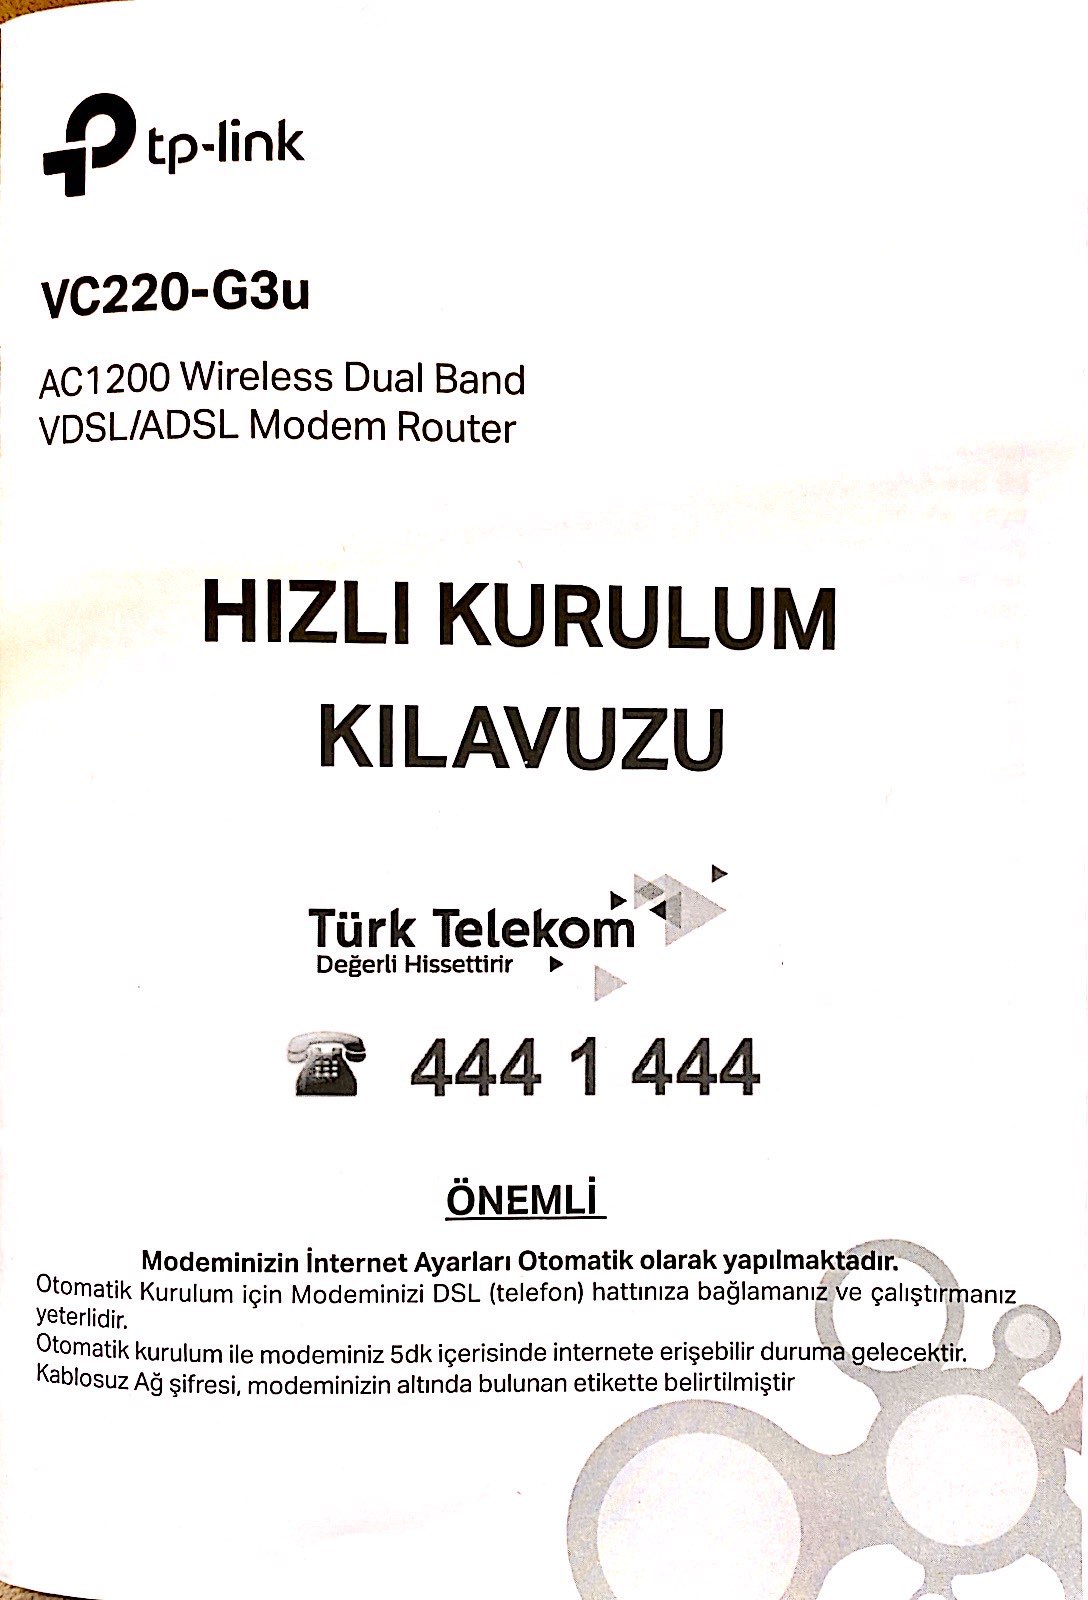 tp-link
VC220-G3u
AC1200 Wireless Dual Band
VDSL/ADSL Modem Router
HIZLI KURULUM
KILAVUZU
Türk Telekom
Değerli Hissettirir
444 1 444
ÖNEMLİ
Modeminizin İnternet Ayarları Otomatik olarak yapılmaktadır.
Otomatik Kurulum için Modeminizi DSL (telefon) hattınıza bağlamanız ve çalıştırmanız
yeterlidir.
Otomatik kurulum ile modeminiz 5dk içerisinde internete erişebilir duruma gelecektir.
Kablosuz Ağ şifresi, modeminizin altında bulunan etikette belirtilmiştir